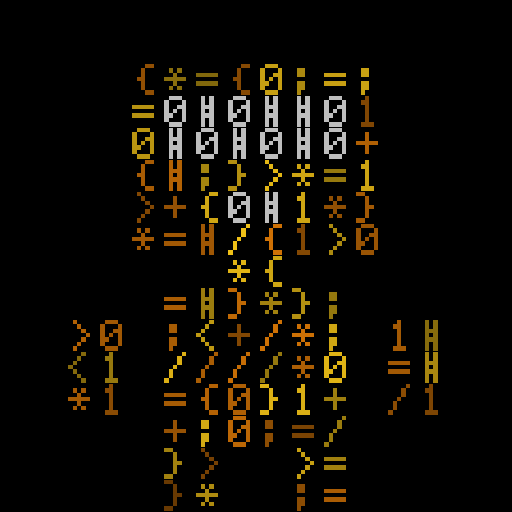 {*={0;=;
=0H0HH01
0H0H0H0+
{H;}>*=1
>+{0H1*}
*=H/{1>0
*{
=H}*};
>0 ;<+/*; 1H
<1 ////*0 =H
*1 ={0}1+ /1
+;0;=/
}> >=
}* ;=